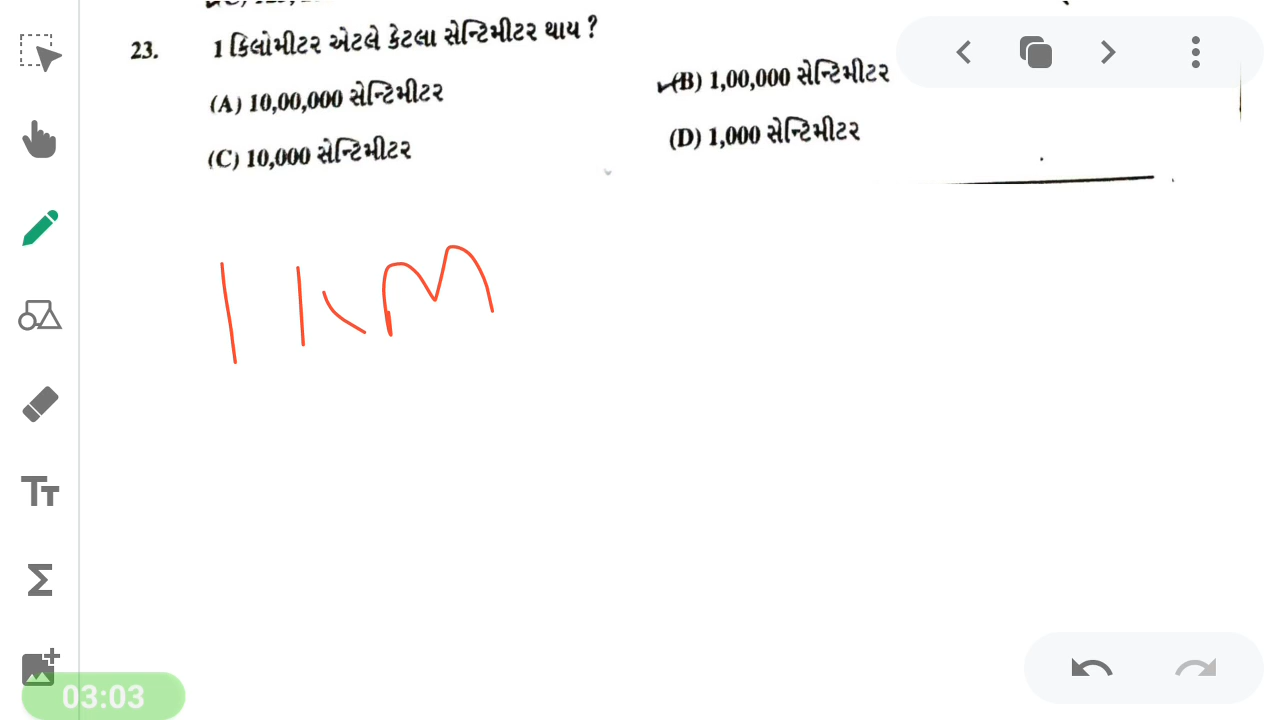 23. 1 કિલોમીટર એટલે કેટલા સેન્ટિમીટર થાય ?
(A) 10,00,000 સેન્ટિમીટર
(B) 1,00,000 સેન્ટિમીટર
(C) 10,000 સેન્ટિમીટર
(D) 1,000 સેન્ટિમીટર
1 KM
TT
Σ
03:03